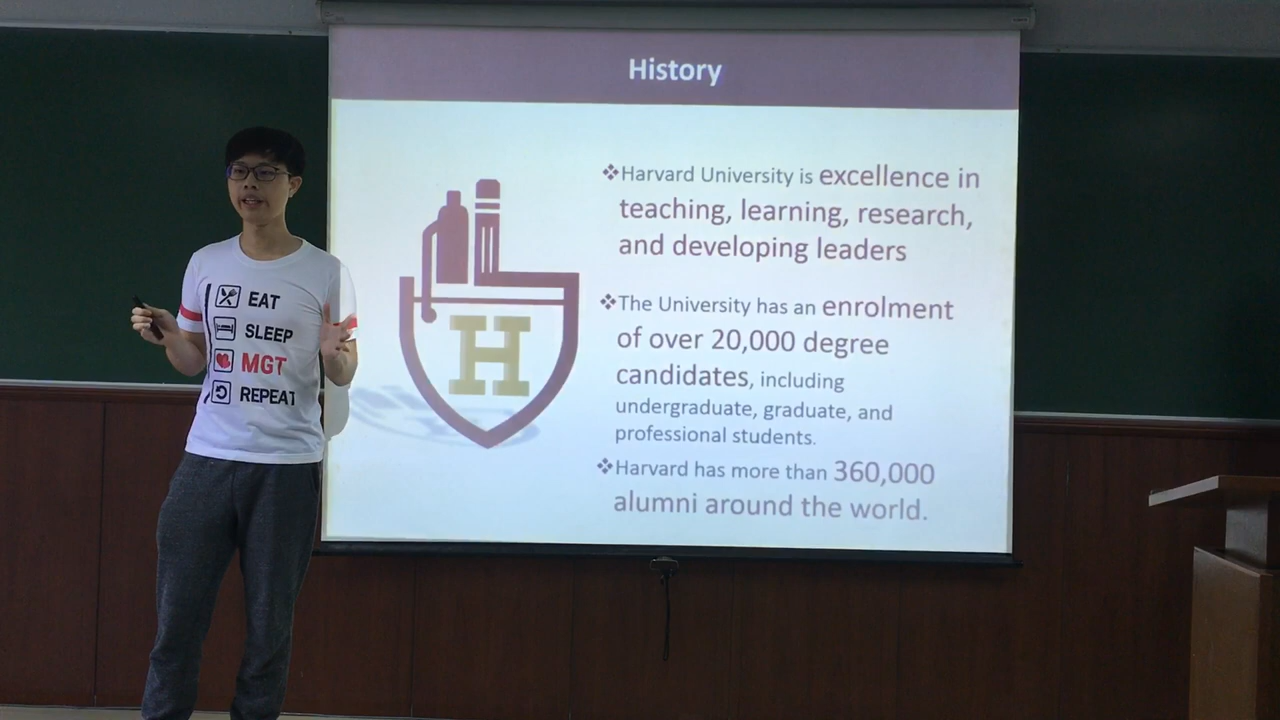 History
❖Harvard University is excellence in
teaching, learning, research,
and developing leaders
❖The University has an enrolment
of over 20,000 degree
candidates, including
undergraduate, graduate, and
professional students.
❖Harvard has more than 360,000
alumni around the world.
H
EAT
SLEEP
MGT
REPEAT